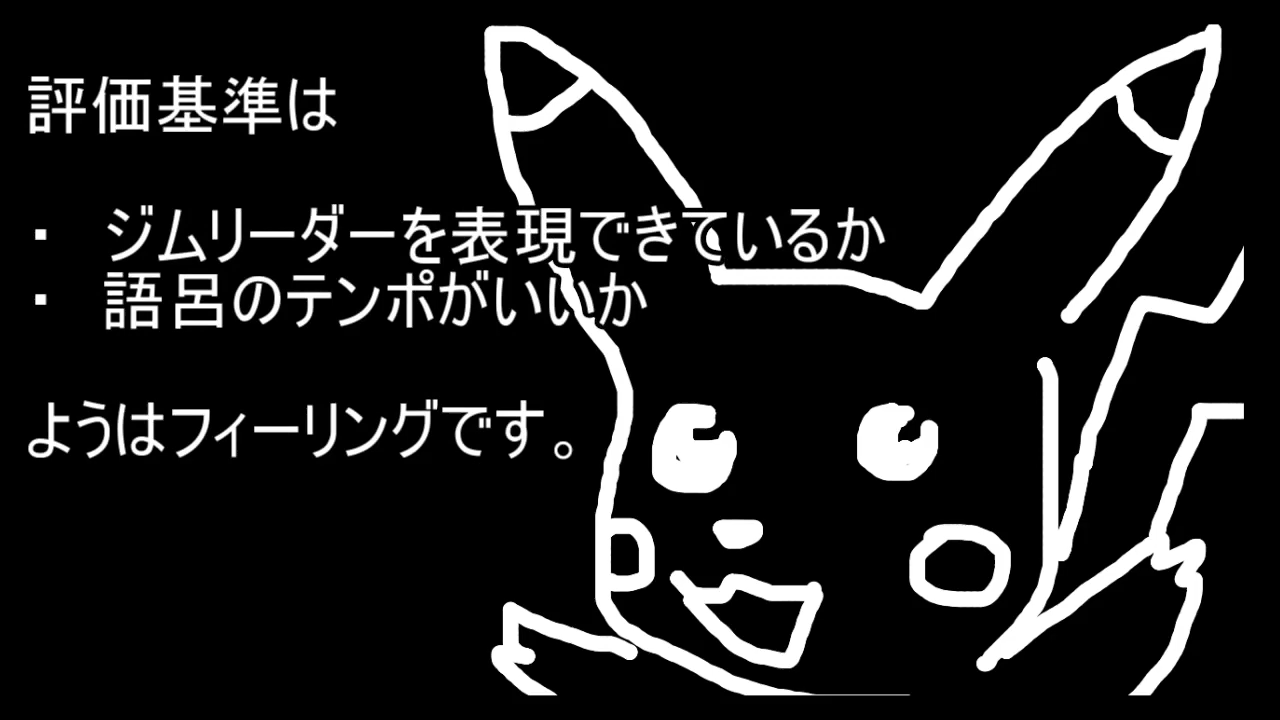 評価基準は
・ ジムリーダーを表現できているか
・ 語呂のテンポがいいか
ようはフィーリングです。